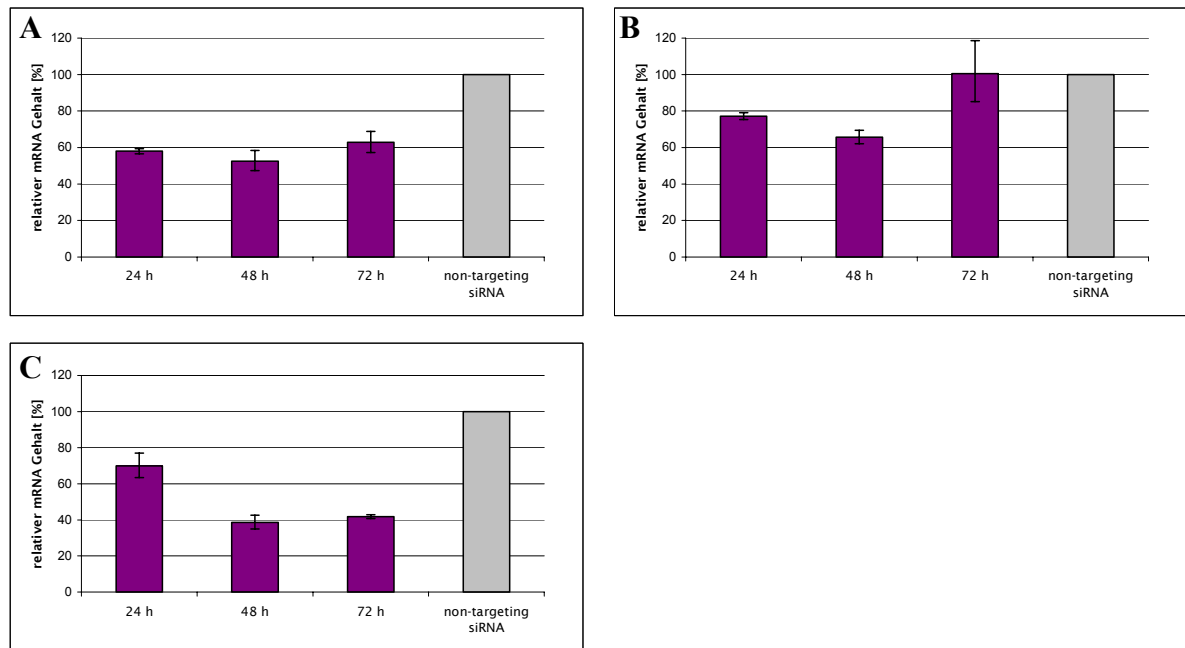 A
relativer mRNA Gehalt [%]
120
100
80
60
40
20
0
24 h
48 h
72 h
non-targeting
siRNA
B
relativer mRNA Gehalt [%]
120
100
80
60
40
20
0
24 h
48 h
72 h
non-targeting
siRNA
C
relativer mRNA Gehalt [%]
120
100
80
60
40
20
0
24 h
48 h
72 h
non-targeting
siRNA